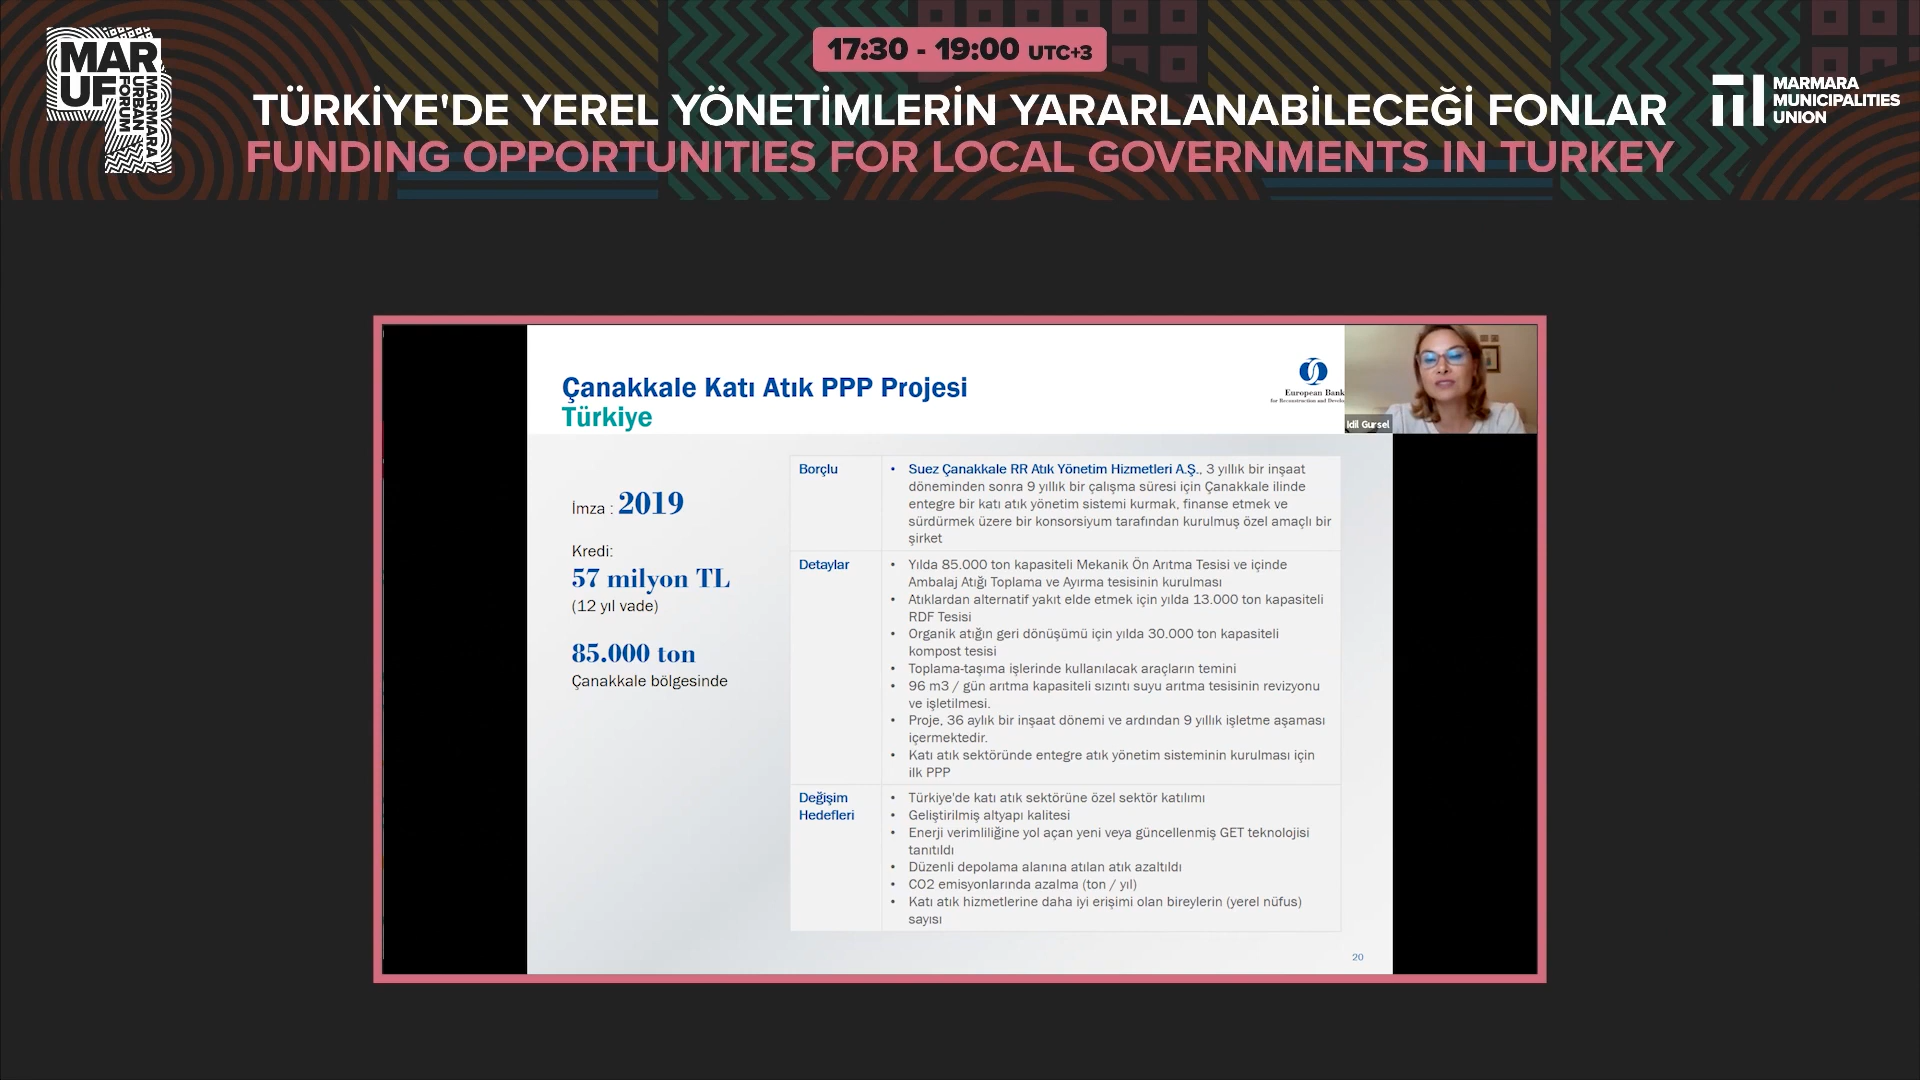 MAR
UF
MARMARA
URBAN
FORUM
17:30 - 19:00 UTC+3
TÜRKİYE'DE YEREL YÖNETİMLERİN YARARLANABİLECEĞİ FONLAR
FUNDING OPPORTUNITIES FOR LOCAL GOVERNMENTS IN TURKEY
MARMARA
MUNICIPALITIES
UNION
Çanakkale Katı Atık PPP Projesi
Türkiye
European Bank
for Reconstruction and
Idil Gursel
İmza : 2019
Kredi:
57 milyon TL
(12 yıl vade)
85.000 ton
Çanakkale bölgesinde
Borçlu
• Suez Çanakkale RR Atık Yönetim Hizmetleri A.Ş., 3 yıllık bir inşaat
döneminden sonra 9 yıllık bir çalışma süresi için Çanakkale ilinde
entegre bir katı atık yönetim sistemi kurmak, finanse etmek ve
sürdürmek üzere bir konsorsiyum tarafından kurulmuş özel amaçlı bir
şirket
Detaylar
• Yılda 85.000 ton kapasiteli Mekanik Ön Arıtma Tesisi ve içinde
Ambalaj Atığı Toplama ve Ayırma tesisinin kurulması
• Atıklardan alternatif yakıt elde etmek için yılda 13.000 ton kapasiteli
RDF Tesisi
• Organik atığın geri dönüşümü için yılda 30.000 ton kapasiteli
kompost tesisi
• Toplama-taşıma işlerinde kullanılacak araçların temini
• 96 m3 / gün arıtma kapasiteli sızıntı suyu arıtma tesisinin revizyonu
ve işletilmesi.
• Proje, 36 aylık bir inşaat dönemi ve ardından 9 yıllık işletme aşaması
içermektedir.
• Katı atık sektöründe entegre atık yönetim sisteminin kurulması için
ilk PPP
Değişim
Hedefleri
• Türkiye'de katı atık sektörüne özel sektör katılımı
• Geliştirilmiş altyapı kalitesi
• Enerji verimliliğine yol açan yeni veya güncellenmiş GET teknolojisi
tanıtıldı
• Düzenli depolama alanına atılan atık azaltıldı
• CO2 emisyonlarında azalma (ton / yıl)
• Katı atık hizmetlerine daha iyi erişimi olan bireylerin (yerel nüfus)
sayısı
20